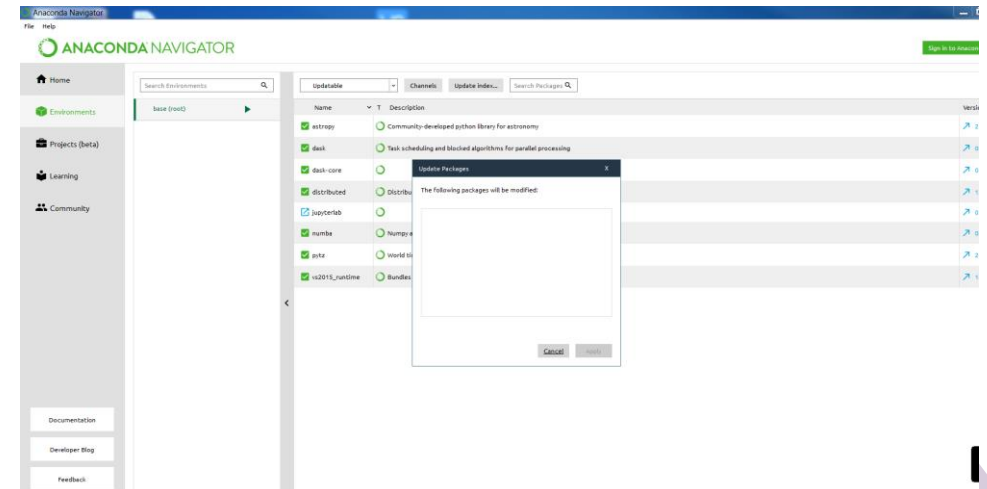 Anaconda Navigator
File Help
ANACONDA NAVIGATOR
Sign in to Anacon
Home
Environments
Projects (beta)
Learning
Community
Documentation
Developer Blog
Feedback
Search Environments
base (root)
Updatable
Channels
Update index...
Search Packages
Name T Description
astropy Community-developed python library for astronomy
dask Task scheduling and blocked algorithms for parallel processing
dask-core
distributed Distribu
jupyterlab
numba Numpy a
pytz World ti
vs2015_runtime Bundles
Update Packages X
The following packages will be modified:
Cancel Apply